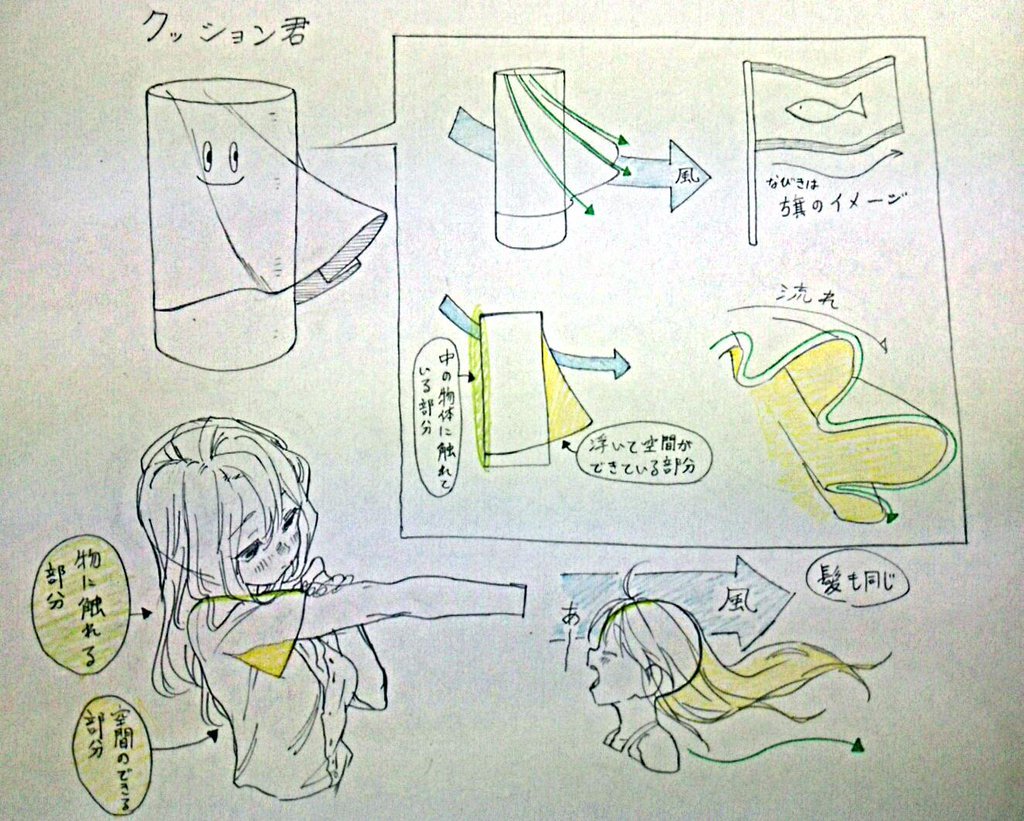 クッション君
風
なびきは
旗のイメージ
流れ
中の物体に触れて
いる部分
浮いて空間が
できている部分
物に触れる
部分
空間のできる
部分
あー
風
髪も同じ